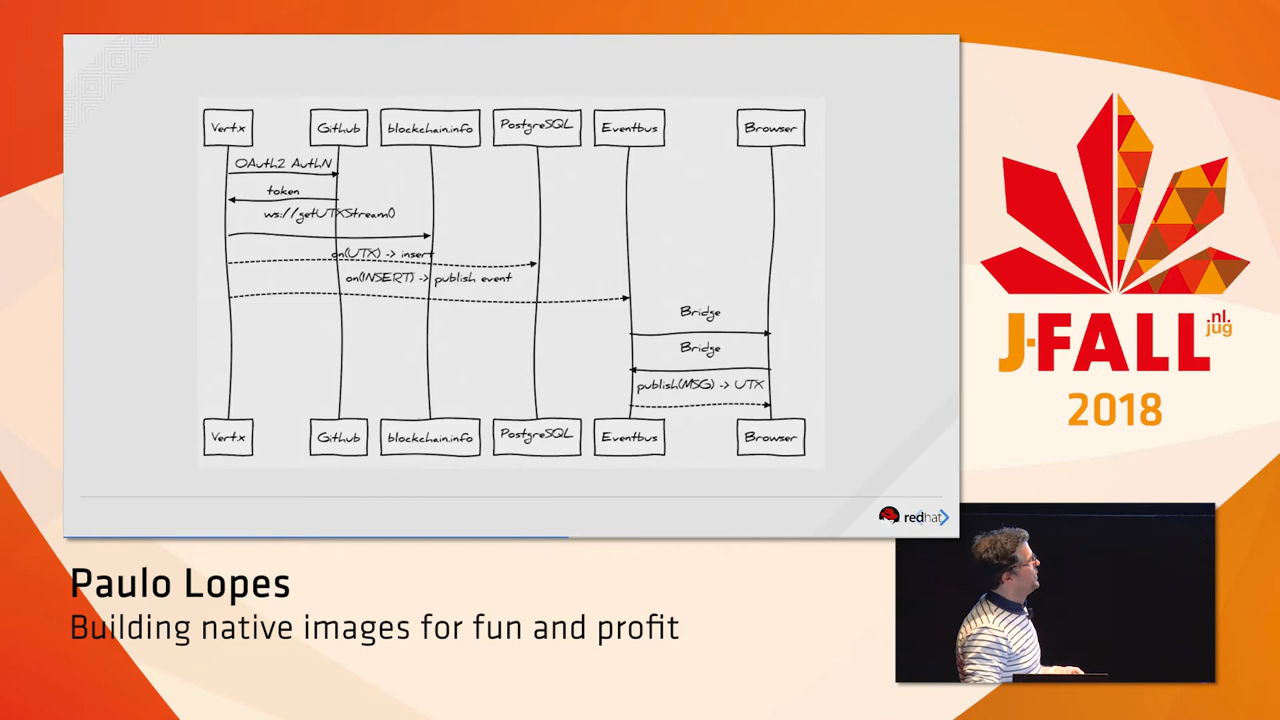 Vertx
Github
blockchain.info
PostgreSQL
Eventbus
Browser
OAuth2 AuthN
token
ws://getUTXStream()
on(UTX) -> insert
on(INSERT) -> publish event
Bridge
Bridge
publish(MSG) -> UTX
Vertx
Github
blockchain.info
PostgreSQL
Eventbus
Browser
redhat
J-FALL
nl.
jug
2018
Paulo Lopes
Building native images for fun and profit